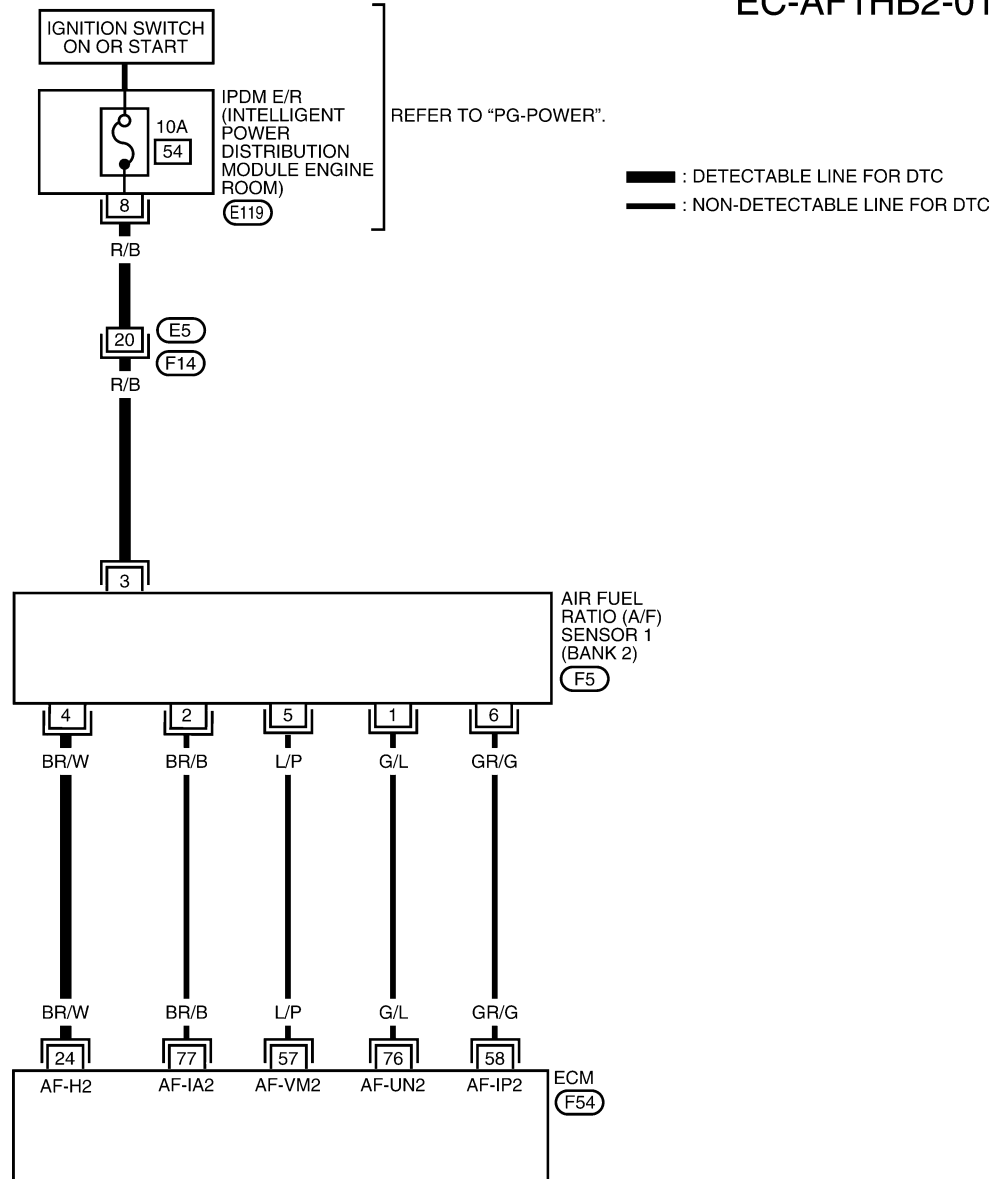 EC-AF1HB2-01
IGNITION SWITCH
ON OR START
IPDM E/R
(INTELLIGENT
POWER
DISTRIBUTION
MODULE ENGINE
ROOM)
E119
10A
54
8
REFER TO “PG-POWER”.
: DETECTABLE LINE FOR DTC
: NON-DETECTABLE LINE FOR DTC
R/B
20
E5
F14
R/B
3
AIR FUEL
RATIO (A/F)
SENSOR 1
(BANK 2)
F5
4 2 5 1 6
BR/W BR/B L/P G/L GR/G
BR/W BR/B L/P G/L GR/G
24 77 57 76 58
AF-H2 AF-IA2 AF-VM2 AF-UN2 AF-IP2
ECM
F54